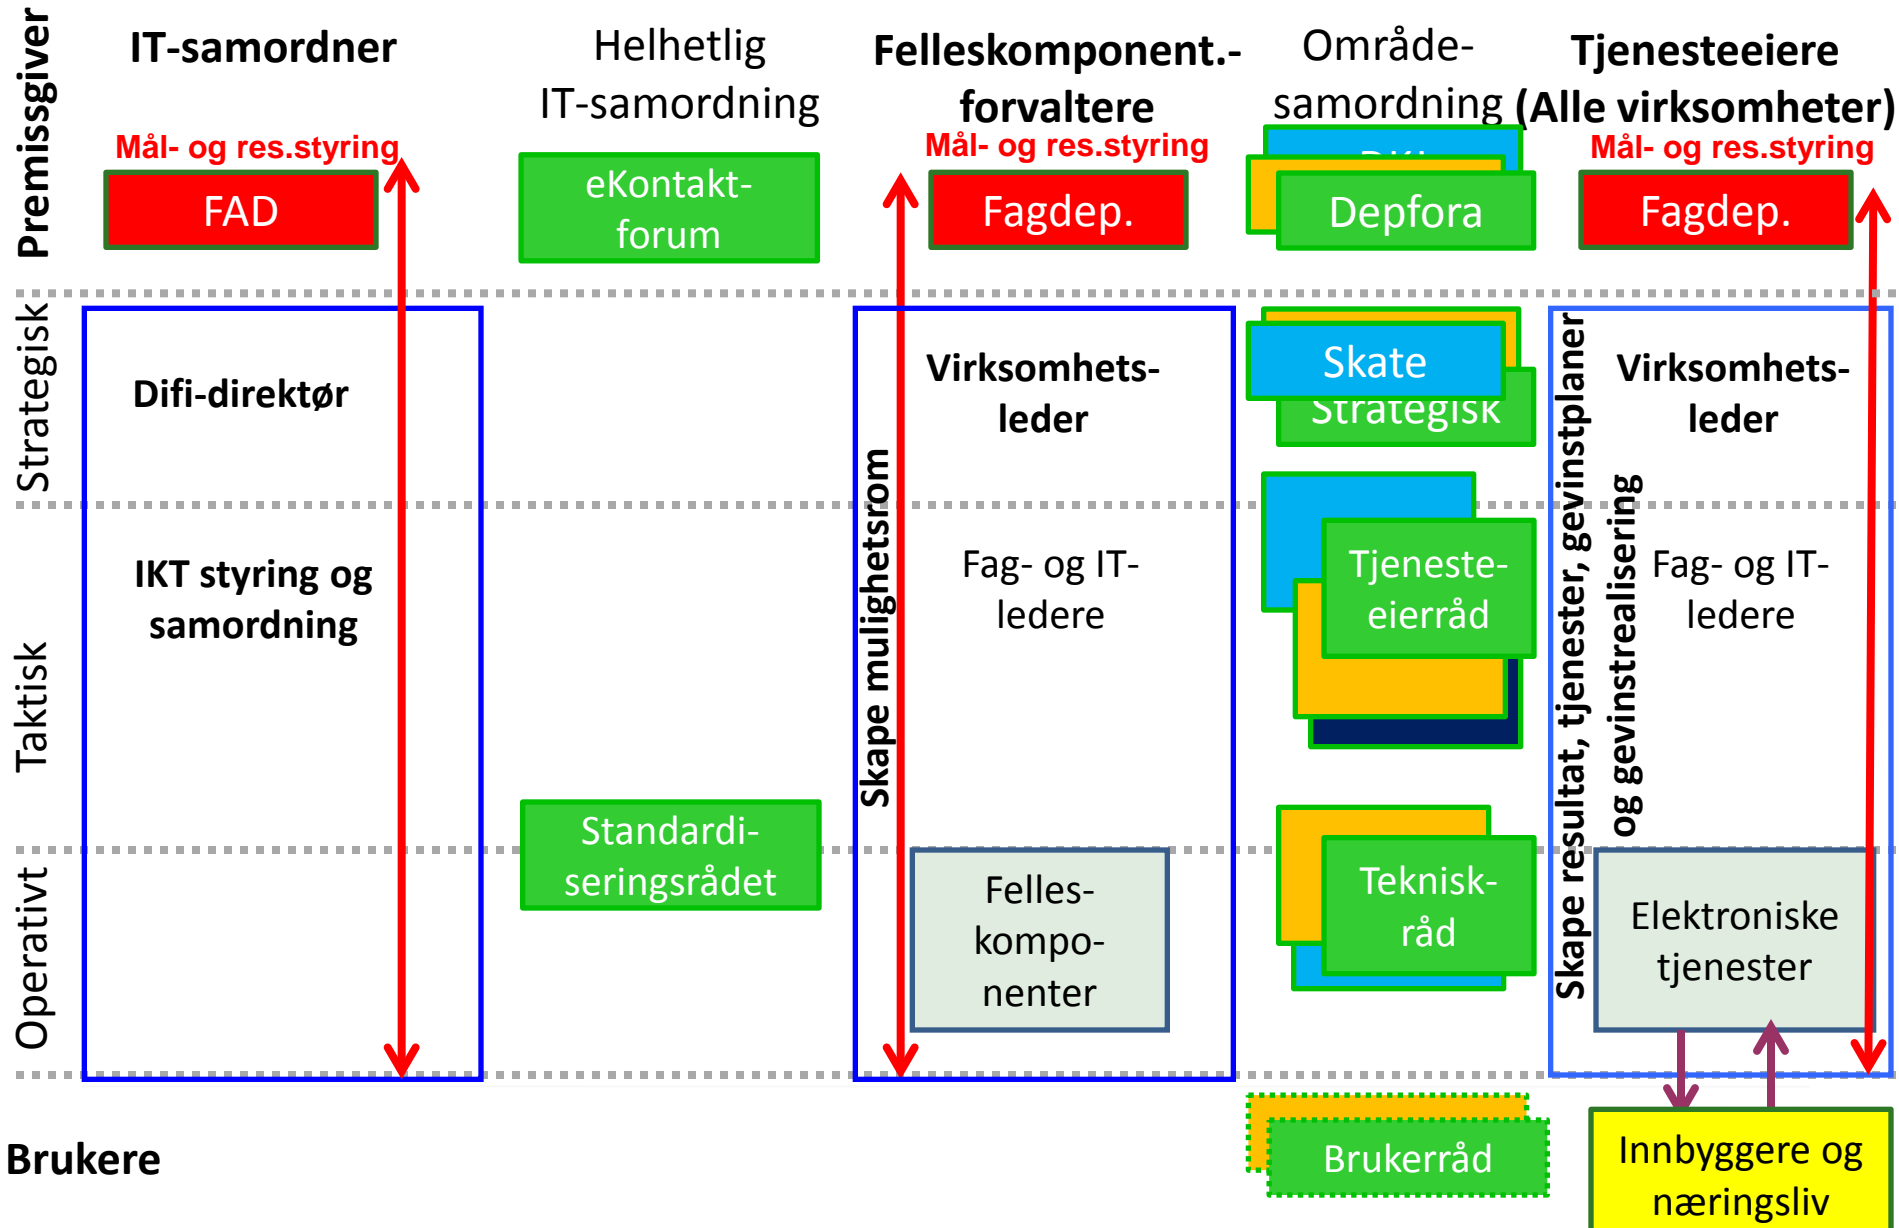 Premissgiver
IT-samordner
Helhetlig
IT-samordning
Felleskomponent.-
forvaltere
Område-
samordning
Tjenesteeiere
(Alle virksomheter)
Mål- og res.styring
FAD
eKontakt-
forum
Mål- og res.styring
Fagdep.
Depfora
Mål- og res.styring
Fagdep.
Strategisk
Difi-direktør
Virksomhets-
leder
Skate
Strategisk
Virksomhets-
leder
Taktisk
IKT styring og
samordning
Skape mulighetsrom
Fag- og IT-
ledere
Tjeneste-
eierråd
Skape resultat, tjenester, gevinstplaner
og gevinstrealisering
Fag- og IT-
ledere
Operativt
Standardi-
seringsrådet
Felles-
kompo-
nenter
Teknisk-
råd
Elektroniske
tjenester
Brukere
Brukerråd
Innbyggere og
næringsliv